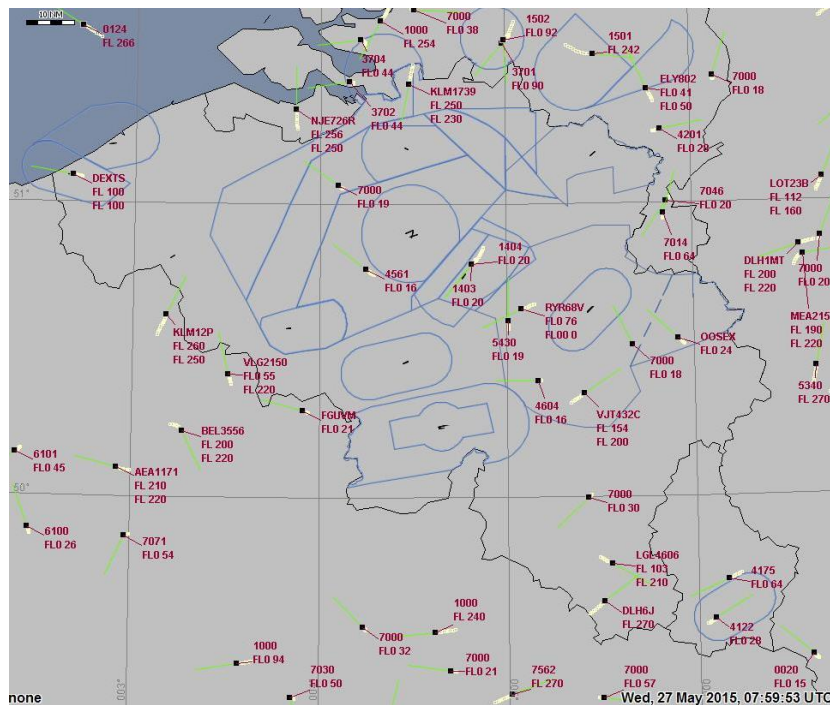 10 NM
0124
FL 266
7000
FL0 38
1000
FL 254
1502
FL0 92
1501
FL 242
3704
FL0 44
3701
FL0 90
ELY802
FL0 41
FL0 50
7000
FL0 18
KLM1739
FL 250
FL 230
3702
FL0 44
NJE726R
FL 256
FL 250
4201
FL0 28
DEXTS
FL 100
FL 100
LOT23B
FL 112
FL 160
51°
7000
FL0 19
7046
FL0 20
7014
FL0 64
1404
FL0 20
DLH1MT
FL 200
FL 220
7000
FL0 20
4561
FL0 16
1403
FL0 20
MEA215
FL 190
FL 220
RYR68V
FL0 76
00 0
KLM12P
FL 260
FL 250
5430
FL0 19
OOSEX
FL0 24
7000
FL0 18
VLG2150
FL0 55
FL 220
5340
FL 270
4604
FL0 16
VJT432C
FL 154
FL 200
FGUVM
FL0 21
BEL3556
FL 200
FL 220
6101
FL0 45
AEA1171
FL 210
FL 220
50°
7000
FL0 30
6100
FL0 26
7071
FL0 54
LGL4606
FL 103
FL 210
4175
FL0 64
DLH6J
FL 270
4122
FL0 28
1000
FL 240
7000
FL0 32
1000
FL0 94
7000
FL0 21
7030
FL0 50
7562
FL 270
7000
FL0 57
0020
FL0 15
003°
none
Wed, 27 May 2015, 07:59:53 UTC